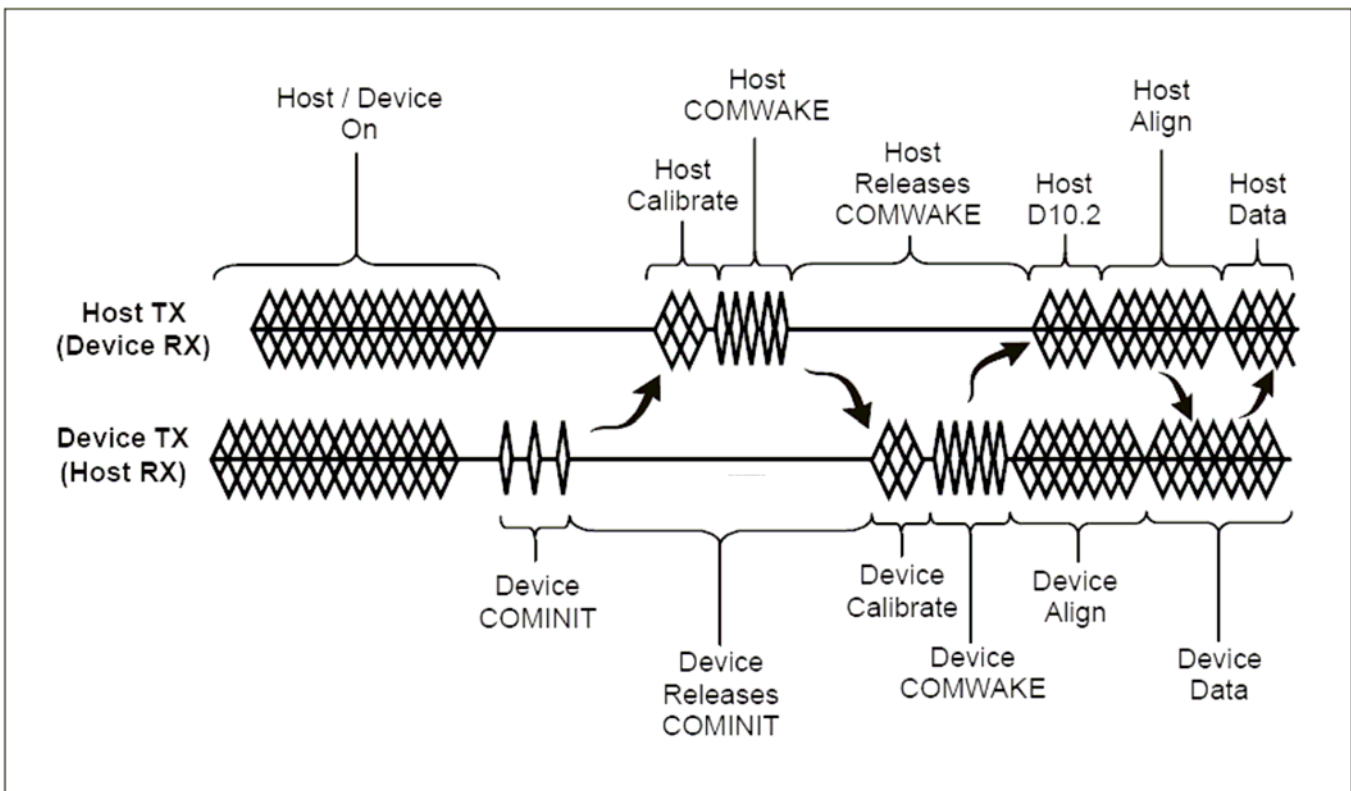 Host / Device
On
Host
COMWAKE
Host
Calibrate
Host
Releases
COMWAKE
Host
D10.2
Host
Align
Host
Data
Host TX
(Device RX)
Device TX
(Host RX)
Device
COMINIT
Device
Releases
COMINIT
Device
Calibrate
Device
COMWAKE
Device
Align
Device
Data